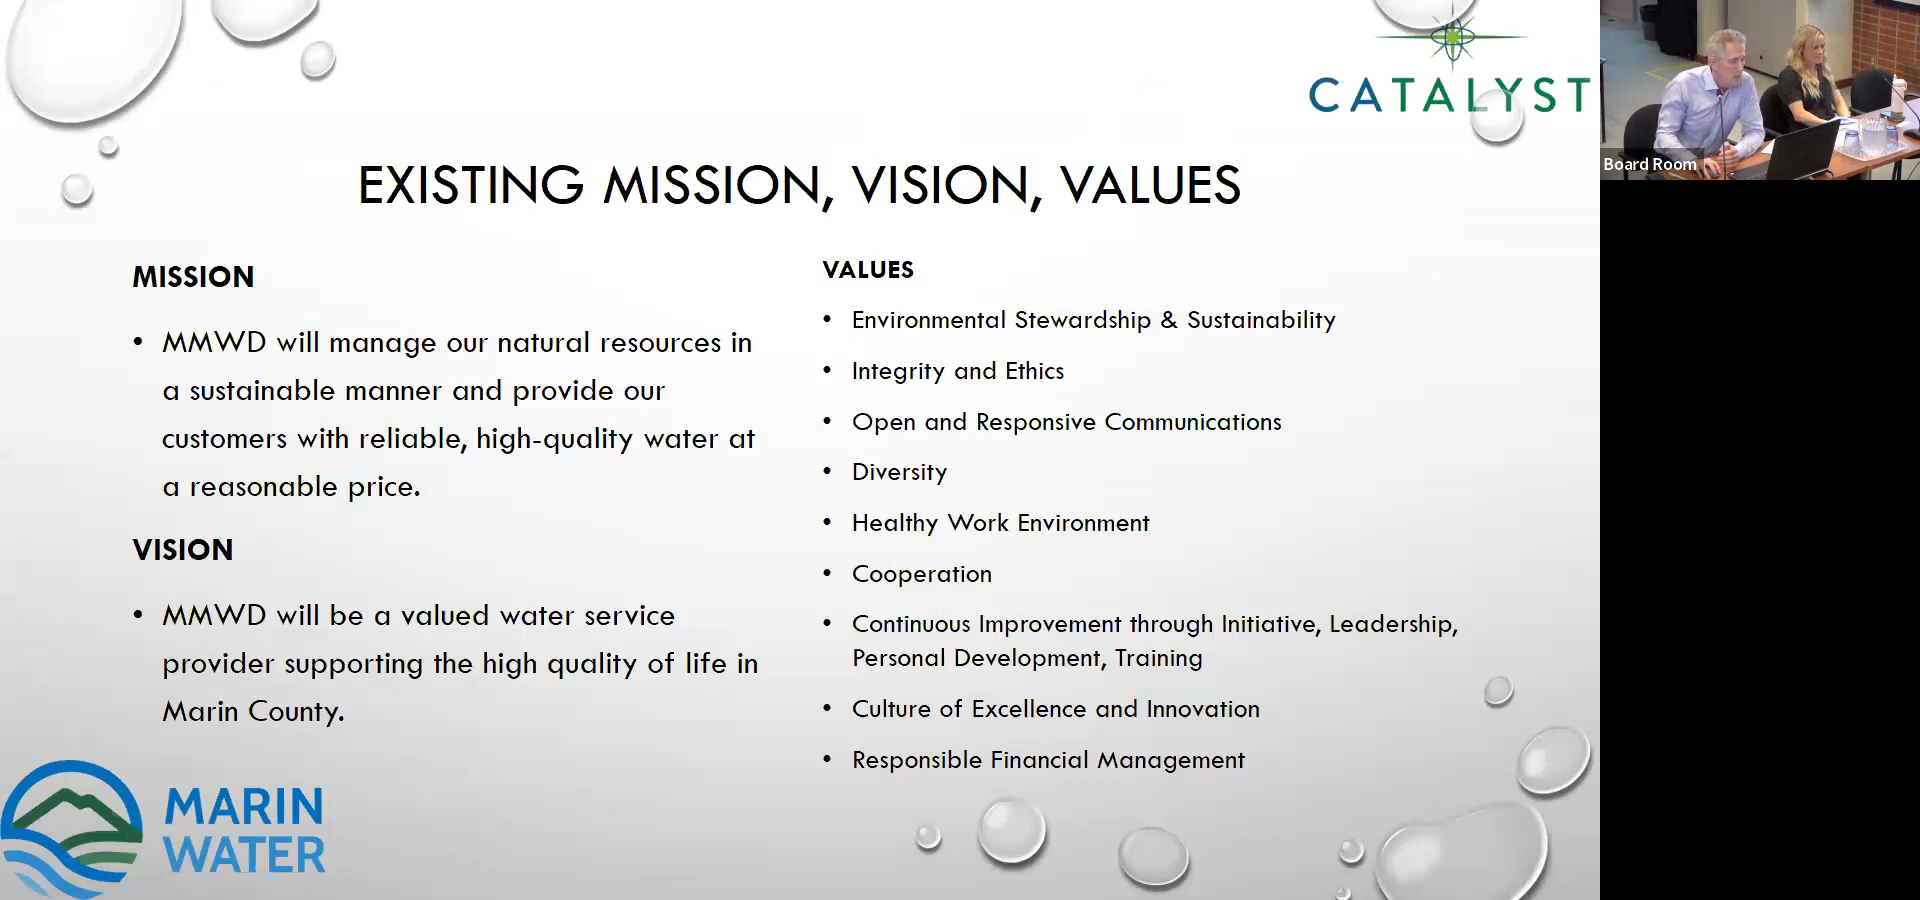 CATALYST
EXISTING MISSION, VISION, VALUES
MISSION
• MMWD will manage our natural resources in
a sustainable manner and provide our
customers with reliable, high-quality water at
a reasonable price.
VISION
• MMWD will be a valued water service
provider supporting the high quality of life in
Marin County.
VALUES
• Environmental Stewardship & Sustainability
• Integrity and Ethics
• Open and Responsive Communications
• Diversity
• Healthy Work Environment
• Cooperation
• Continuous Improvement through Initiative, Leadership,
Personal Development, Training
• Culture of Excellence and Innovation
• Responsible Financial Management
MARIN
WATER
Board Room